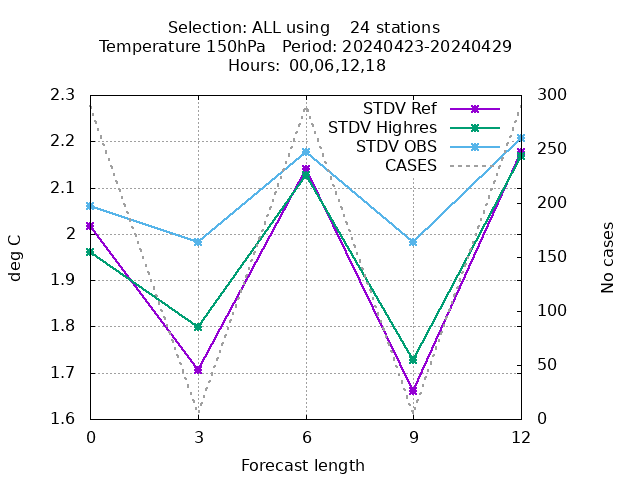 Selection: ALL using    24 stations
Temperature 150hPa   Period: 20240423-20240429
Hours: 00,06,12,18
2.3
2.2
2.1
2
1.9
1.8
1.7
1.6
deg C
STDV Ref
STDV Highres
STDV OBS
CASES
300
250
200
150
100
50
0
No cases
0 3 6 9 12
Forecast length